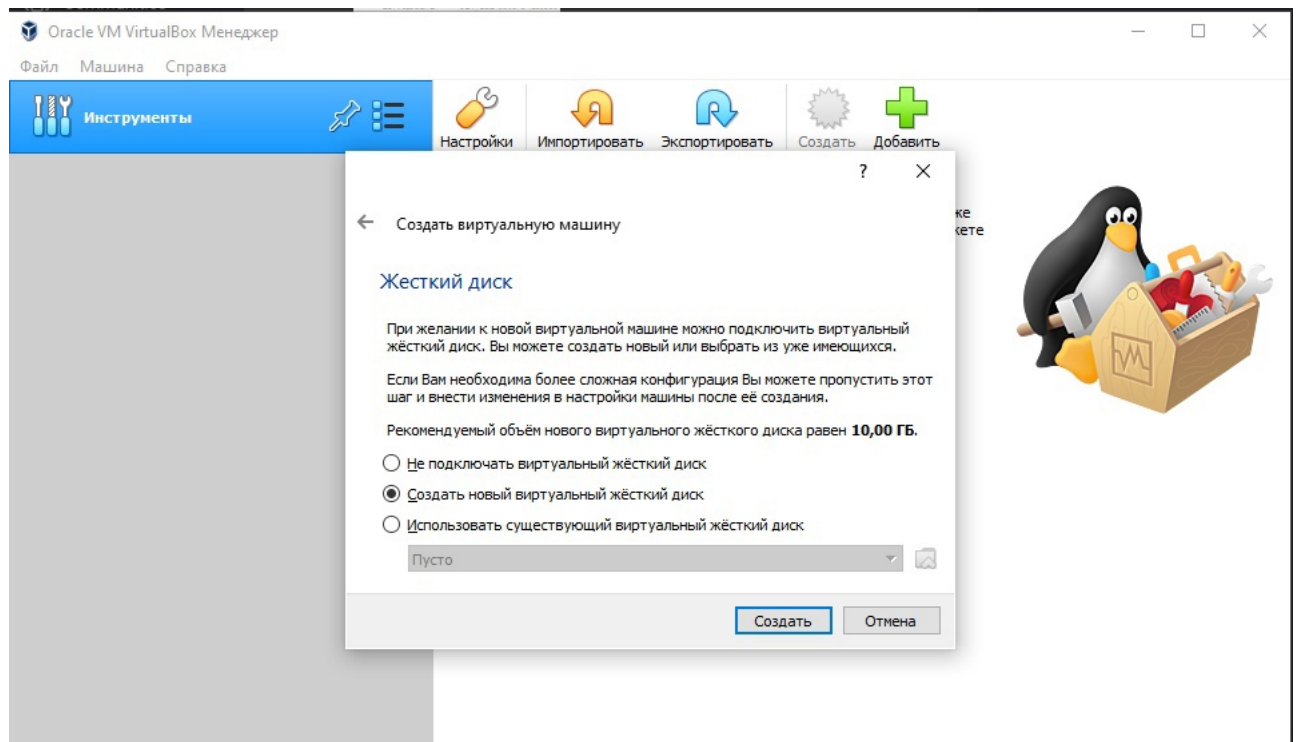 Oracle VM VirtualBox Менеджер
Файл Машина Справка
Инструменты
Настройки Импортировать Экспортировать Создать Добавить
Создать виртуальную машину
Жесткий диск
При желании к новой виртуальной машине можно подключить виртуальный
жёсткий диск. Вы можете создать новый или выбрать из уже имеющихся.
Если Вам необходима более сложная конфигурация Вы можете пропустить этот
шаг и внести изменения в настройки машины после её создания.
Рекомендуемый объём нового виртуального жёсткого диска равен 10,00 ГБ.
Не подключать виртуальный жёсткий диск
Создать новый виртуальный жёсткий диск
Использовать существующий виртуальный жёсткий диск
Пусто
Создать Отмена